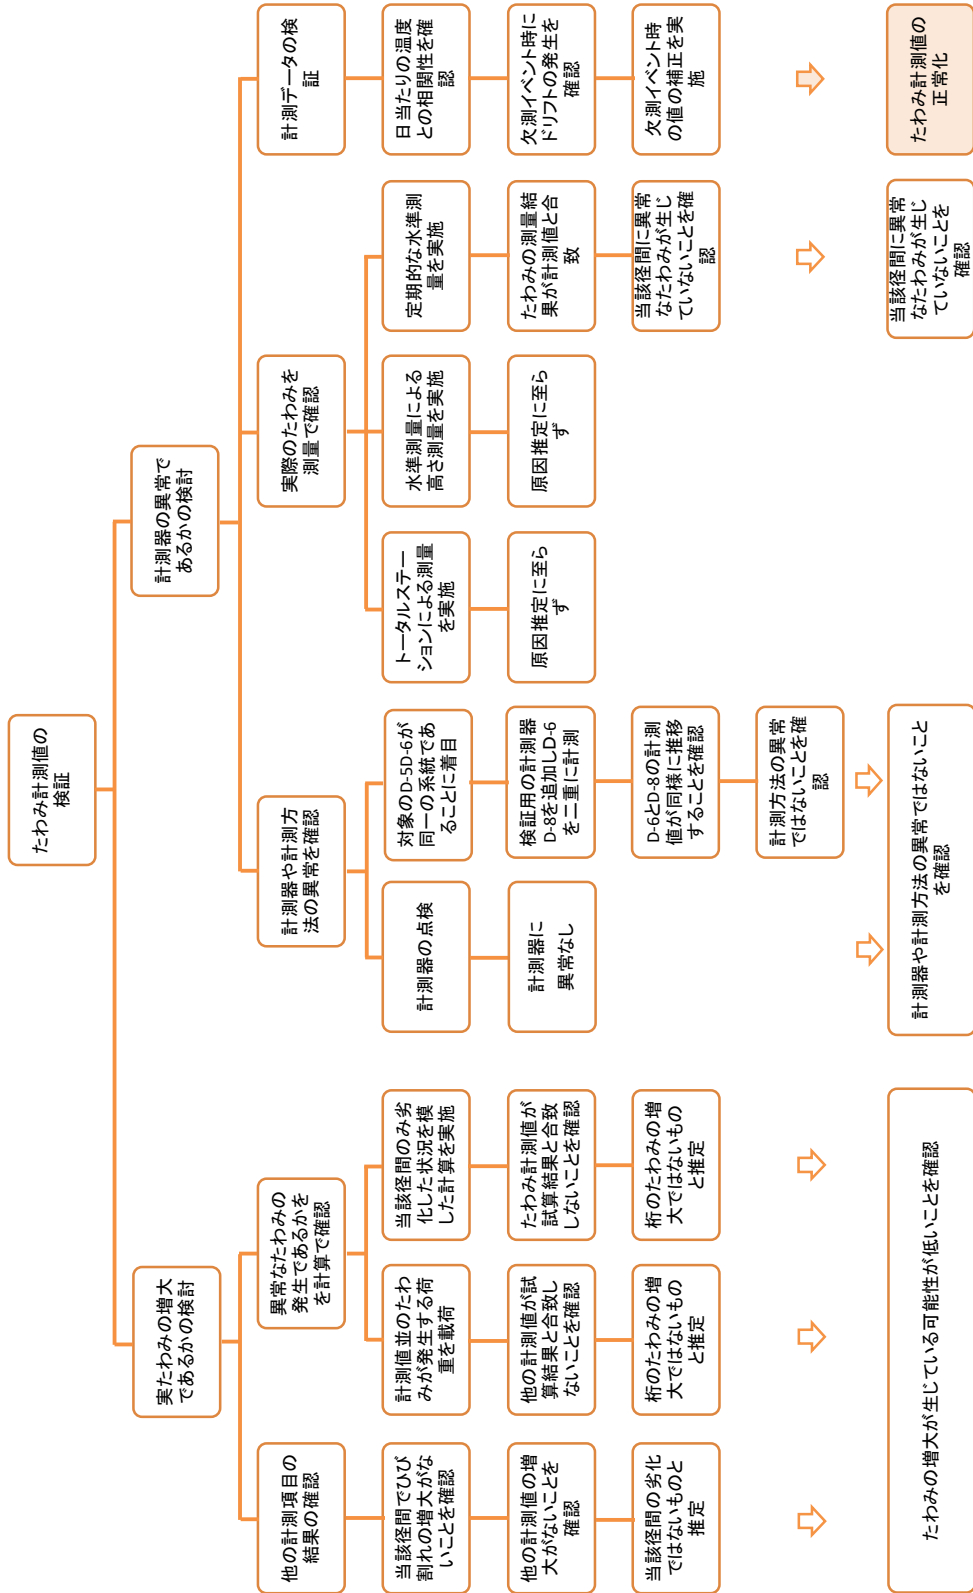 たわみ計測値の
検証
実たわみの増大
であるかの検討
計測器の異常で
あるかの検討
他の計測項目の
結果の確認
異常なたわみの
発生であるかを
を計算で確認
計測器や計測方
法の異常を確認
実際のたわみを
測量で確認
計測データの検
証
当該径間でひび
割れの増大がな
いことを確認
計測値並のたわ
みが発生する荷
重を載荷
当該径間のみ劣
化した状況を模
した計算を実施
計測器の点検
対象のD-5D-6が
同一の系統であ
ることに着目
トータルステー
ションによる測量
を実施
水準測量による
高さ測量を実施
定期的な水準測
量を実施
日当たりの温度
との相関性を確
認
他の計測値の増
大がないことを
確認
他の計測値が試
算結果と合致し
ないことを確認
たわみ計測値が
試算結果と合致
しないことを確認
計測器に
異常なし
検証用の計測器
D-8を追加しD-6
を二重に計測
原因推定に至ら
ず
原因推定に至ら
ず
たわみの測量結
果が計測値と合
致
欠測イベント時に
ドリフトの発生を
確認
当該径間の劣化
ではないものと
推定
桁のたわみの増
大ではないもの
と推定
桁のたわみの増
大ではないもの
と推定
D-6とD-8の計測
値が同様に推移
することを確認
当該径間に異常
なたわみが生じ
ていないことを確
認
欠測イベント時
の値の補正を実
施
計測方法の異常
ではないことを確
認
たわみの増大が生じている可能性が低いことを確認
計測器や計測方法の異常ではないこと
を確認
当該径間に異常
なたわみが生じ
ていないことを
確認
たわみ計測値の
正常化